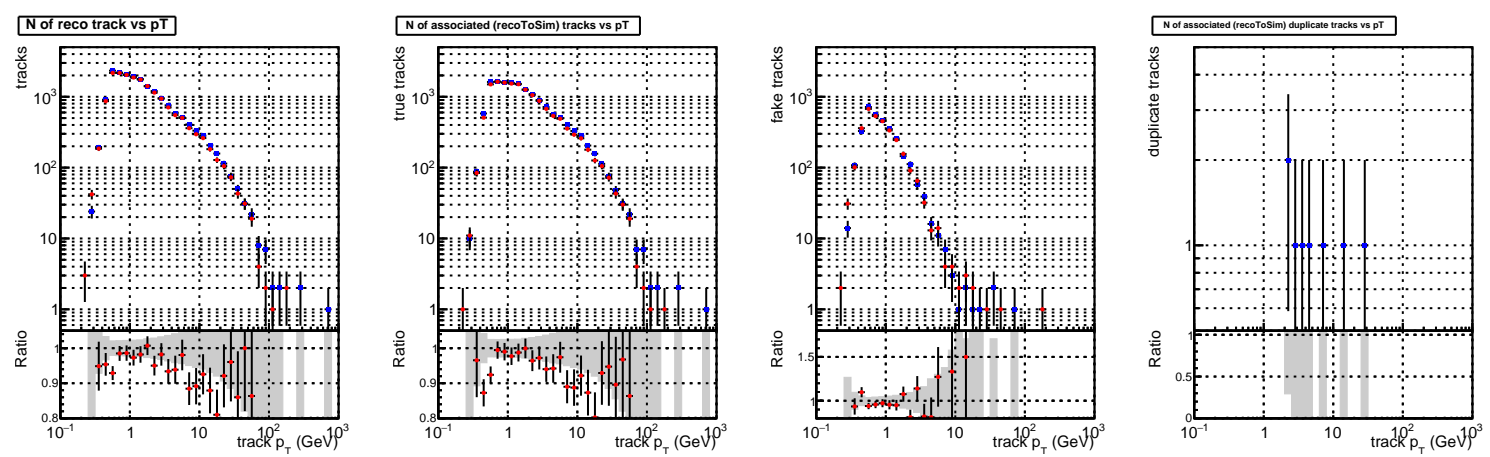 N of reco track vs pT
tracks
10³
10²
10
1
Ratio
1
0.9
0.8
10⁻¹ 1 10 10² 10³
track p_T (GeV)
N of associated (recoToSim) tracks vs pT
true tracks
10³
10²
10
1
Ratio
1
0.9
0.8
10⁻¹ 1 10 10² 10³
track p_T (GeV)
fake tracks
10³
10²
10
1
Ratio
1.5
1
10⁻¹ 1 10 10² 10³
track p_T (GeV)
N of associated (recoToSim) duplicate tracks vs pT
duplicate tracks
1
Ratio
1
0.5
0
10⁻¹ 1 10 10² 10³
track p_T (GeV)